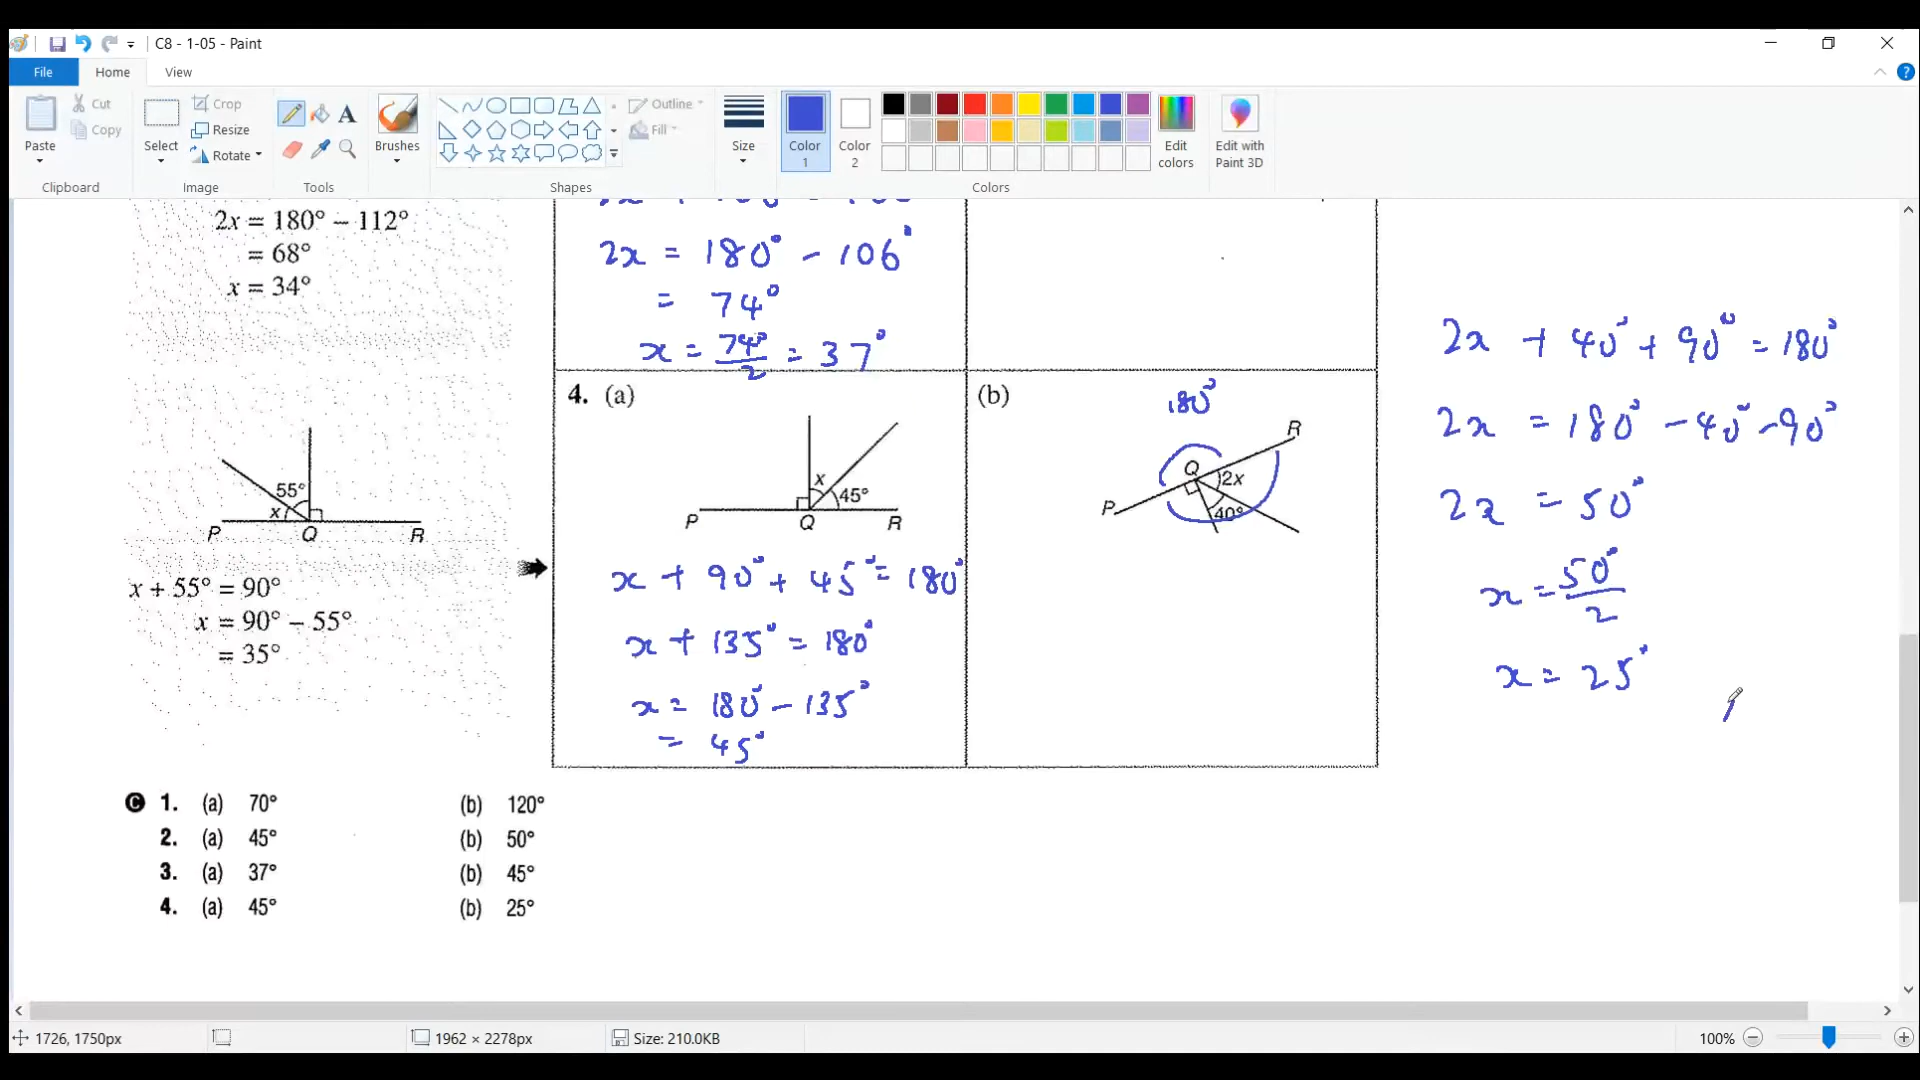 C8 - 1-05 - Paint
File Home View
Paste Cut Copy Clipboard
Select Crop Resize Rotate Image
Tools
Brushes
Outline Fill Shapes
Size
Color 1 Color 2 Edit colors Colors
Edit with Paint 3D
2x = 180° – 112°
= 68°
x = 34°
55°
x
P Q R
x + 55° = 90°
x = 90° – 55°
= 35°
2x = 180° - 106°
= 74°
x = 74°/2 = 37°
4. (a)
x 45°
P Q R
x + 90° + 45° = 180°
x + 135° = 180°
x = 180° - 135°
= 45°
(b)
180°
R
Q 2x
P 40°
2x + 40° + 90° = 180°
2x = 180° - 40° - 90°
2x = 50°
x = 50°/2
x = 25°
C 1. (a) 70° (b) 120°
2. (a) 45° (b) 50°
3. (a) 37° (b) 45°
4. (a) 45° (b) 25°
1726, 1750px 1962 × 2278px Size: 210.0KB 100%